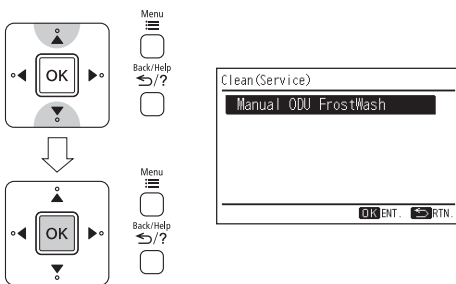 Menu
OK
Back/Help
?
Menu
OK
Back/Help
?
Clean(Service)
Manual ODU FrostWash
OK ENT. RTN.